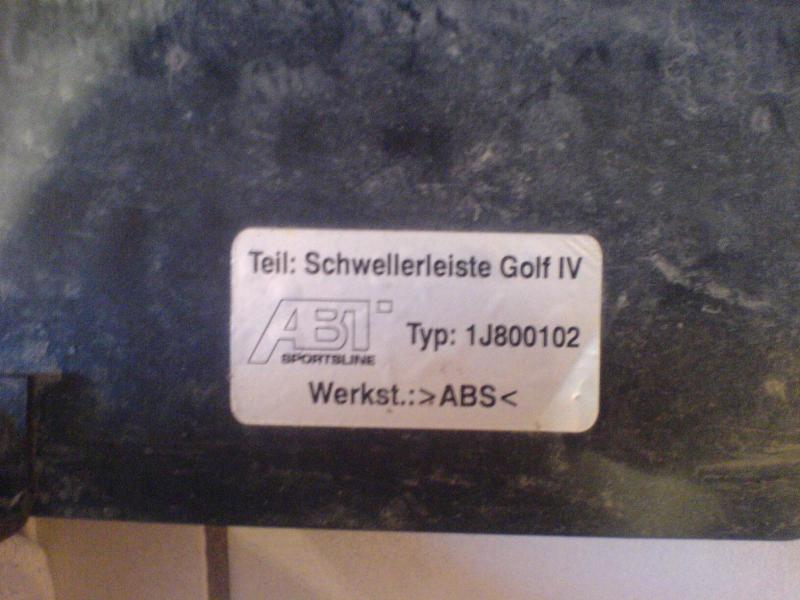 Teil: Schwellerleiste Golf IV
ABT
SPORTSLINE
Typ: 1J800102
Werkst.:>ABS<